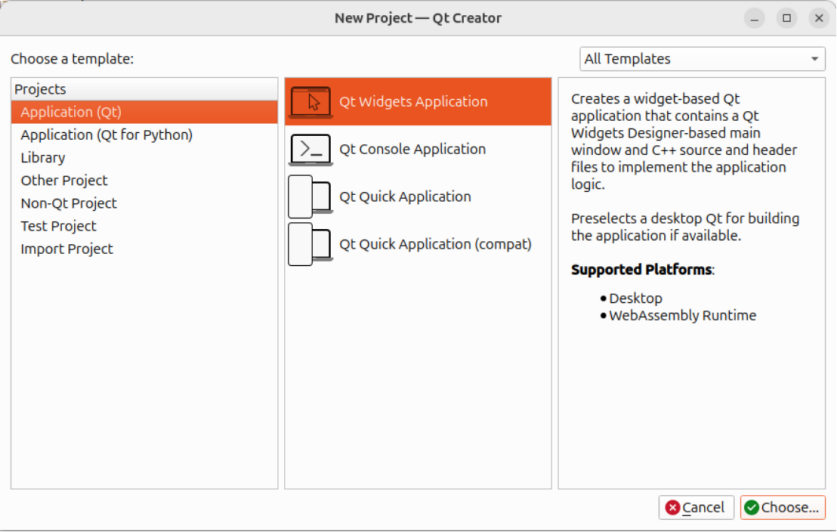 New Project — Qt Creator
Choose a template:
All Templates
Projects
Application (Qt)
Application (Qt for Python)
Library
Other Project
Non-Qt Project
Test Project
Import Project
Qt Widgets Application
Qt Console Application
Qt Quick Application
Qt Quick Application (compat)
Creates a widget-based Qt
application that contains a Qt
Widgets Designer-based main
window and C++ source and header
files to implement the application
logic.
Preselects a desktop Qt for building
the application if available.
Supported Platforms:
• Desktop
• WebAssembly Runtime
Cancel
Choose...